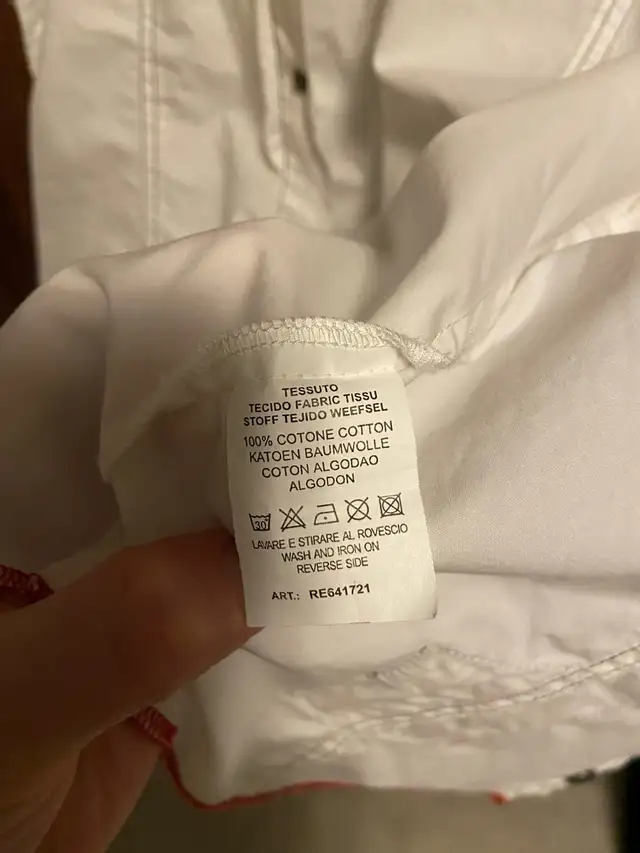 TESSUTO
TECIDO FABRIC TISSU
STOFF TEJIDO WEEFSEL
100% COTONE COTTON
KATOEN BAUMWOLLE
COTON ALGODAO
ALGODON
30
LAVARE E STIRARE AL ROVESCIO
WASH AND IRON ON
REVERSE SIDE
ART.: RE641721